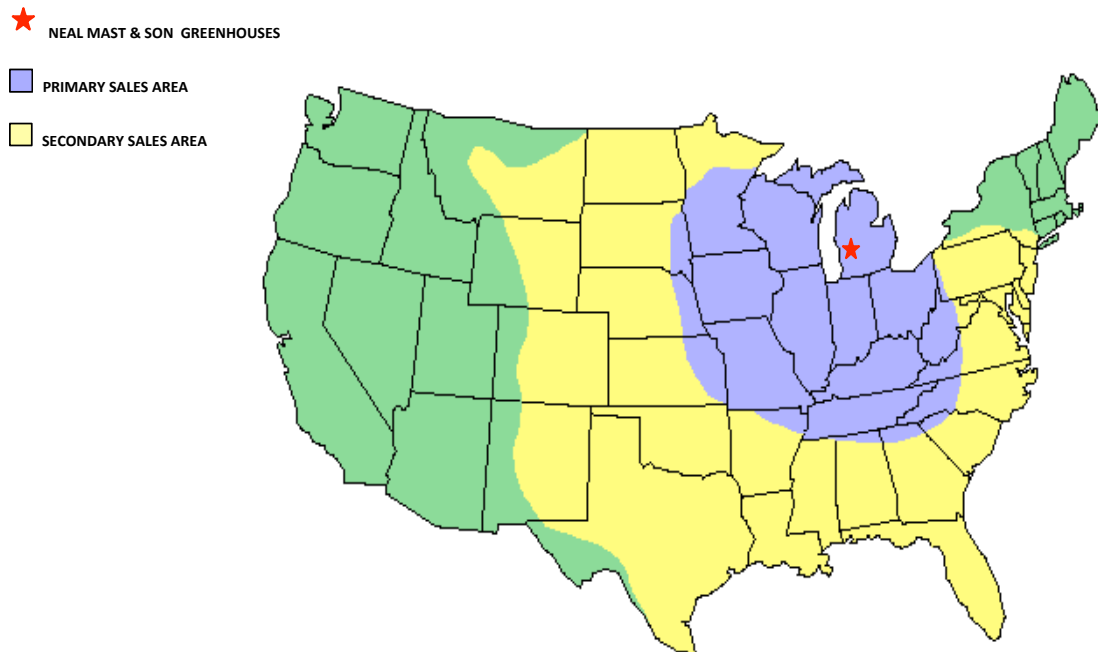 NEAL MAST & SON GREENHOUSES
PRIMARY SALES AREA
SECONDARY SALES AREA